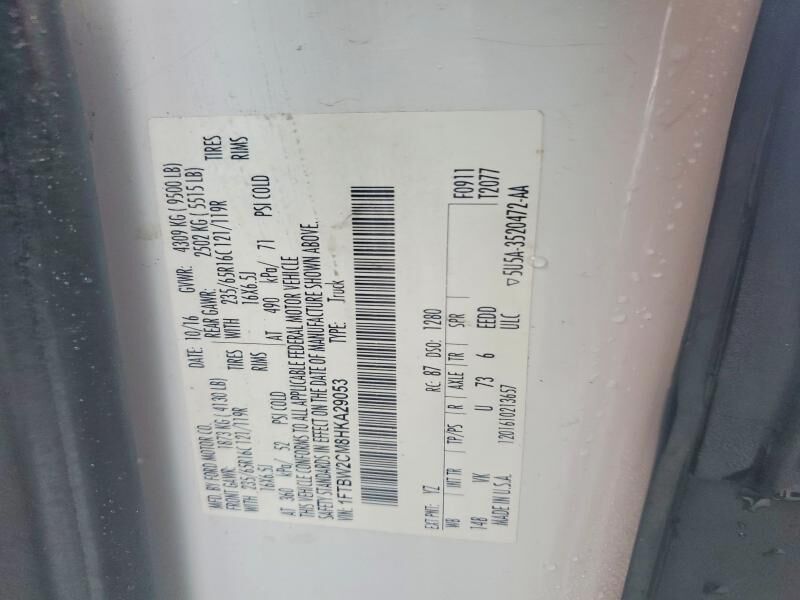 MFD. BY FORD MOTOR CO.
DATE: 10/16 GVWR: 4309 KG ( 9500 LB)
FRONT GAWR: 1873 KG ( 4130 LB) REAR GAWR: 2502 KG ( 5515 LB)
WITH 235/65R16C 121/119R TIRES WITH 235/65R16C 121/119R TIRES
16X6.5J RIMS 16X6.5J RIMS
AT 360 kPa/ 52 PSI COLD AT 490 kPa/ 71 PSI COLD
THIS VEHICLE CONFORMS TO ALL APPLICABLE FEDERAL MOTOR VEHICLE
SAFETY STANDARDS IN EFFECT ON THE DATE OF MANUFACTURE SHOWN ABOVE.
VIN: 1FTBW2CM8HKA29053 TYPE: Truck
EXT PNT: YZ RC: 87 DSO: 1280 F0911
WB INT TR TP/PS R AXLE TR SPR T2077
148 VK U 73 6 EEDD
MADE IN U.S.A. 1201610213657 ULC ▽5U5A-3520472-AA